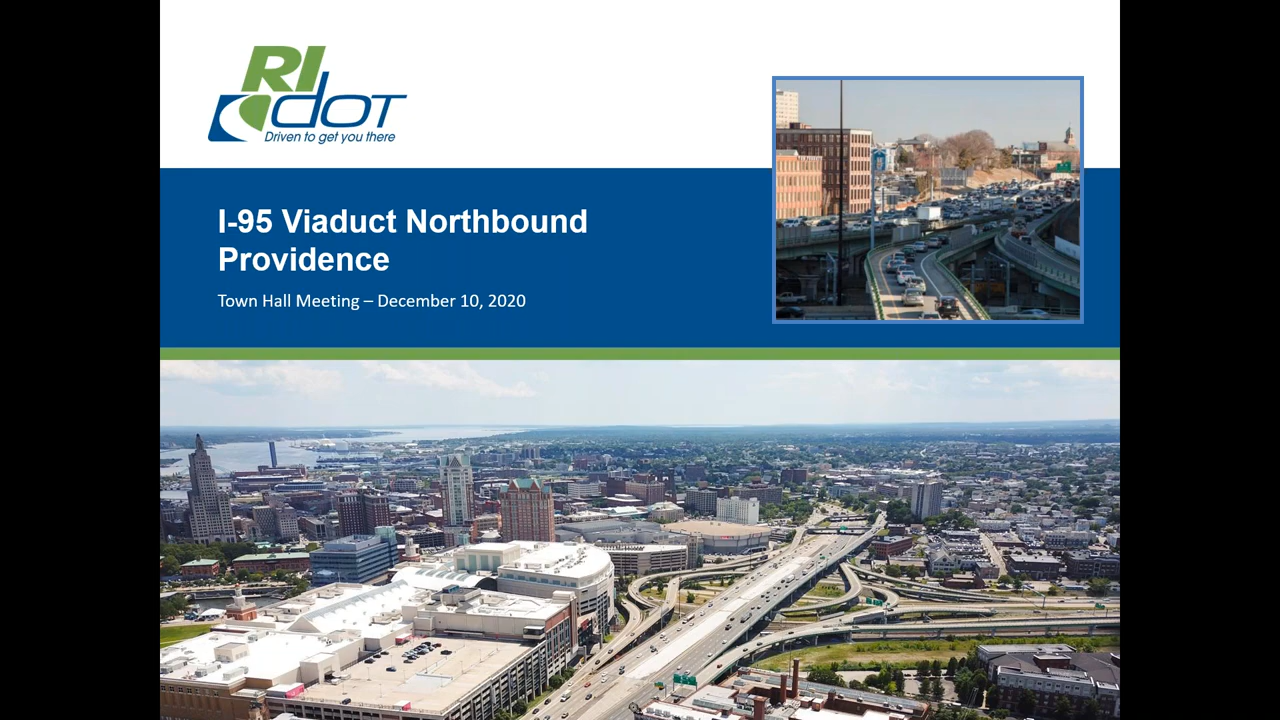 RI
DOT
Driven to get you there
I-95 Viaduct Northbound
Providence
Town Hall Meeting – December 10, 2020